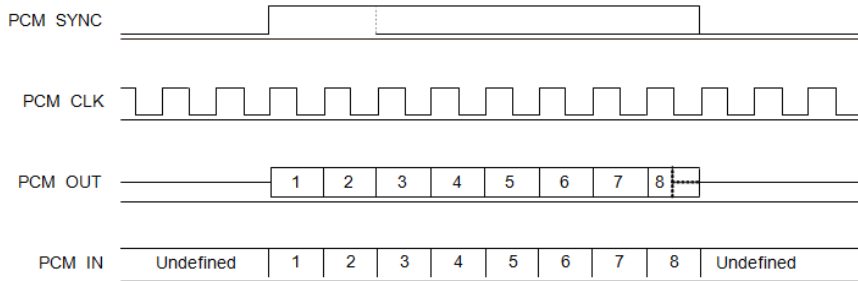 PCM SYNC
PCM CLK
PCM OUT 1 2 3 4 5 6 7 8
PCM IN Undefined 1 2 3 4 5 6 7 8 Undefined